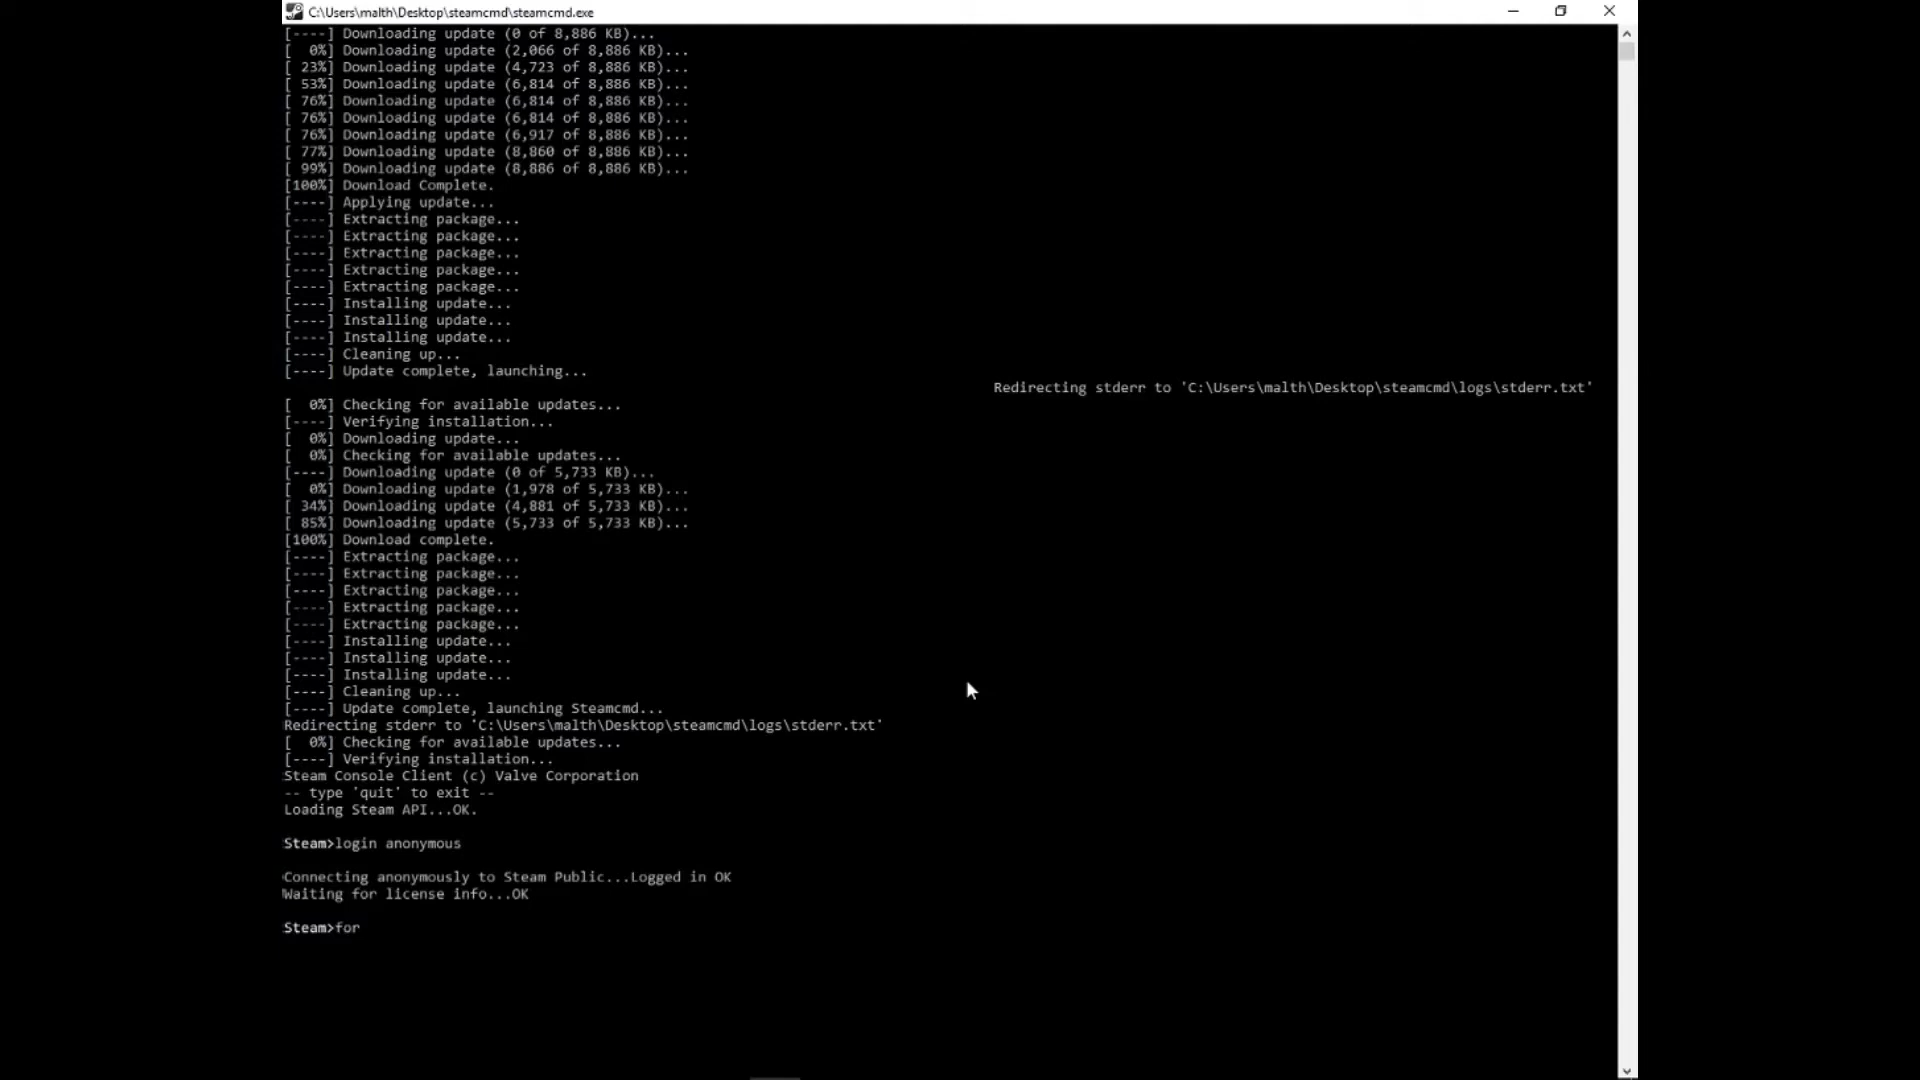 C:\Users\malth\Desktop\steamcmd\steamcmd.exe
[----] Downloading update (0 of 8,886 KB)...
[  0%] Downloading update (2,066 of 8,886 KB)...
[ 23%] Downloading update (4,723 of 8,886 KB)...
[ 53%] Downloading update (6,814 of 8,886 KB)...
[ 76%] Downloading update (6,814 of 8,886 KB)...
[ 76%] Downloading update (6,814 of 8,886 KB)...
[ 76%] Downloading update (6,917 of 8,886 KB)...
[ 77%] Downloading update (8,860 of 8,886 KB)...
[ 99%] Downloading update (8,886 of 8,886 KB)...
[100%] Download Complete.
[----] Applying update...
[----] Extracting package...
[----] Extracting package...
[----] Extracting package...
[----] Extracting package...
[----] Extracting package...
[----] Installing update...
[----] Installing update...
[----] Installing update...
[----] Cleaning up...
[----] Update complete, launching...
Redirecting stderr to 'C:\Users\malth\Desktop\steamcmd\logs\stderr.txt'
[  0%] Checking for available updates...
[----] Verifying installation...
[  0%] Downloading update...
[  0%] Checking for available updates...
[----] Downloading update (0 of 5,733 KB)...
[  0%] Downloading update (1,978 of 5,733 KB)...
[ 34%] Downloading update (4,881 of 5,733 KB)...
[ 85%] Downloading update (5,733 of 5,733 KB)...
[100%] Download complete.
[----] Extracting package...
[----] Extracting package...
[----] Extracting package...
[----] Extracting package...
[----] Extracting package...
[----] Installing update...
[----] Installing update...
[----] Installing update...
[----] Cleaning up...
[----] Update complete, launching Steamcmd...
Redirecting stderr to 'C:\Users\malth\Desktop\steamcmd\logs\stderr.txt'
[  0%] Checking for available updates...
[----] Verifying installation...
Steam Console Client (c) Valve Corporation
-- type 'quit' to exit --
Loading Steam API...OK.
Steam>login anonymous
Connecting anonymously to Steam Public...Logged in OK
Waiting for license info...OK
Steam>for